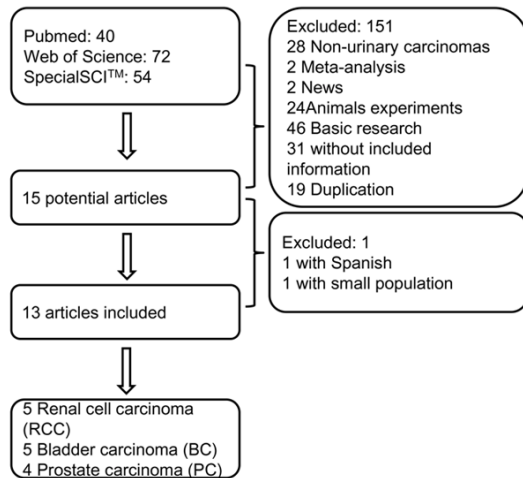 Pubmed: 40
Web of Science: 72
SpecialSCI™: 54
Excluded: 151
28 Non-urinary carcinomas
2 Meta-analysis
2 News
24Animals experiments
46 Basic research
31 without included
information
19 Duplication
15 potential articles
Excluded: 1
1 with Spanish
1 with small population
13 articles included
5 Renal cell carcinoma
(RCC)
5 Bladder carcinoma (BC)
4 Prostate carcinoma (PC)